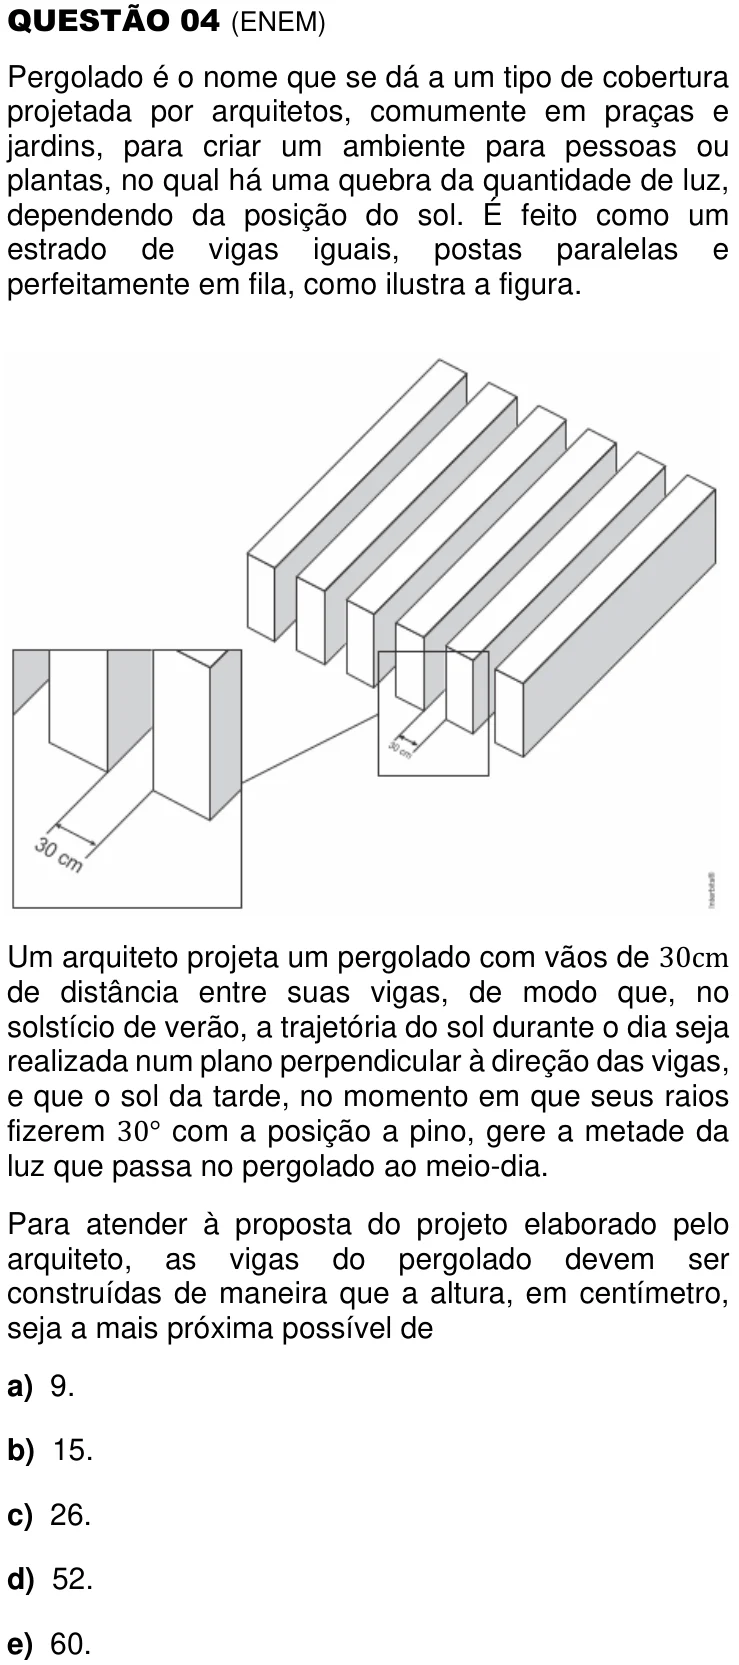 QUESTÃO 04 (ENEM)
Pergolado é o nome que se dá a um tipo de cobertura
projetada por arquitetos, comumente em praças e
jardins, para criar um ambiente para pessoas ou
plantas, no qual há uma quebra da quantidade de luz,
dependendo da posição do sol. É feito como um
estrado de vigas iguais, postas paralelas e
perfeitamente em fila, como ilustra a figura.
30 cm
30 cm
Um arquiteto projeta um pergolado com vãos de 30cm
de distância entre suas vigas, de modo que, no
solstício de verão, a trajetória do sol durante o dia seja
realizada num plano perpendicular à direção das vigas,
e que o sol da tarde, no momento em que seus raios
fizerem 30° com a posição a pino, gere a metade da
luz que passa no pergolado ao meio-dia.
Para atender à proposta do projeto elaborado pelo
arquiteto, as vigas do pergolado devem ser
construídas de maneira que a altura, em centímetro,
seja a mais próxima possível de
a) 9.
b) 15.
c) 26.
d) 52.
e) 60.